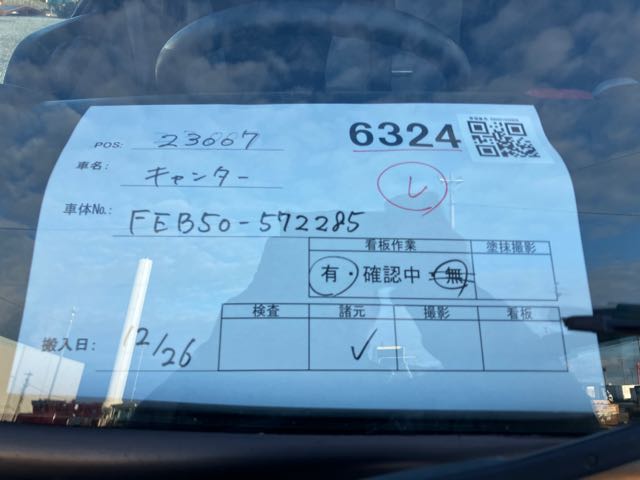 POS: 23667 6324
車名: キャンター レ
車体No.: FEB50-572285
看板作業 塗抹撮影
有・確認中・無
検査 諸元 撮影 看板
搬入日: 12/26 ✓